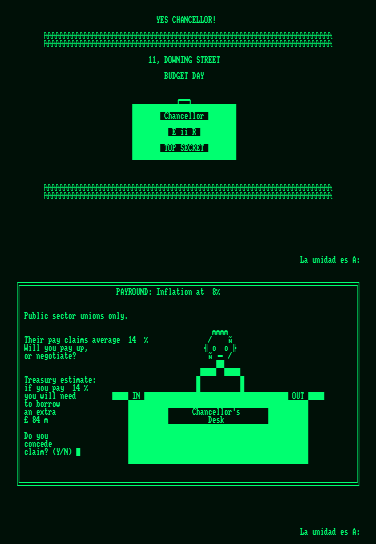 YES CHANCELLOR!
11, DOWNING STREET
BUDGET DAY
Chancellor
E ii R
TOP SECRET
La unidad es A:
PAYROUND: Inflation at 8%
Public sector unions only.
Their pay claims average 14 %
Will you pay up,
or negotiate?
Treasury estimate:
if you pay 14 %
you will need
to borrow
an extra
£ 84 m
IN
OUT
Chancellor's
Desk
Do you
concede
claim? (Y/N)
La unidad es A: